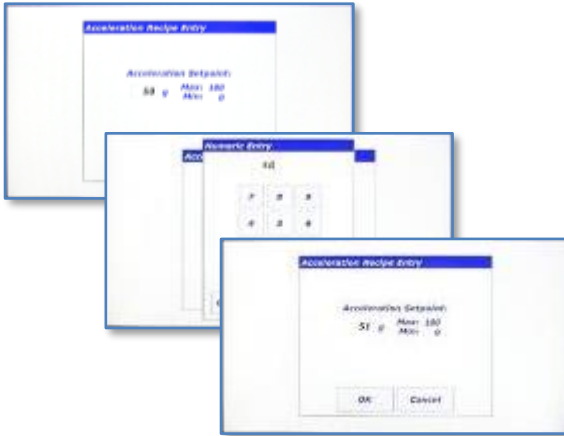 Acceleration Recipe Entry
Acceleration Setpoint:
50 g Max: 100
Min: 0
Numeric Entry
7 8 9
4 5 6
Acceleration Recipe Entry
Acceleration Setpoint:
51 g Max: 100
Min: 0
OK Cancel